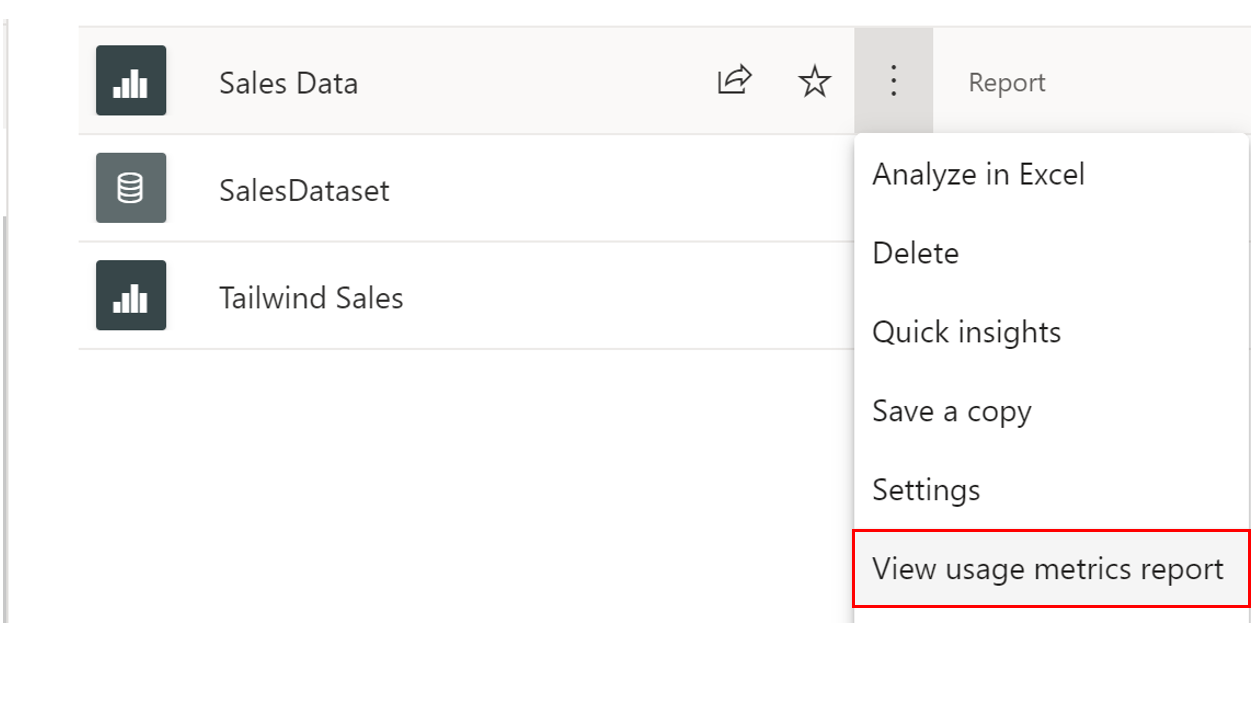 Sales Data
Report
SalesDataset
Tailwind Sales
Analyze in Excel
Delete
Quick insights
Save a copy
Settings
View usage metrics report